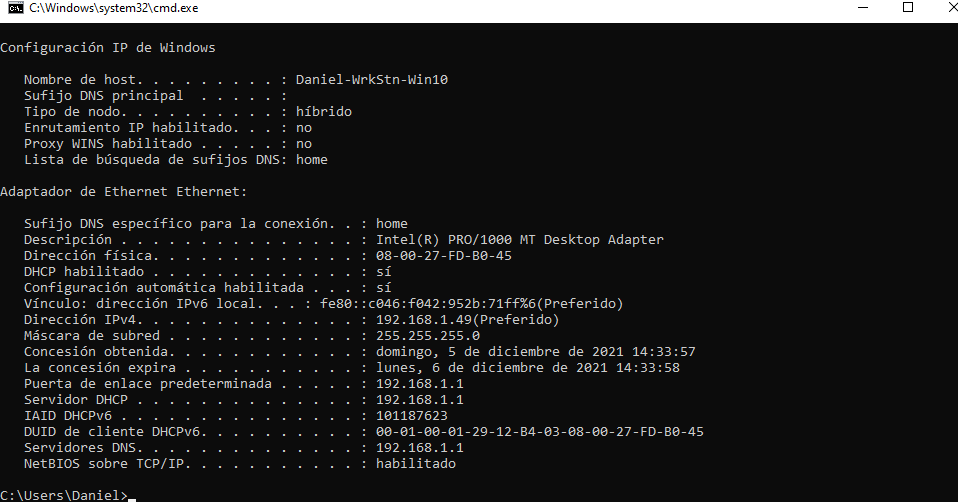 C:\Windows\system32\cmd.exe
Configuración IP de Windows
Nombre de host. . . . . . . . . : Daniel-WrkStn-Win10
Sufijo DNS principal . . . . . :
Tipo de nodo. . . . . . . . . . : híbrido
Enrutamiento IP habilitado. . . : no
Proxy WINS habilitado . . . . . : no
Lista de búsqueda de sufijos DNS: home
Adaptador de Ethernet Ethernet:
Sufijo DNS específico para la conexión. . : home
Descripción . . . . . . . . . . . . . . . : Intel(R) PRO/1000 MT Desktop Adapter
Dirección física. . . . . . . . . . . . . : 08-00-27-FD-B0-45
DHCP habilitado . . . . . . . . . . . . . : sí
Configuración automática habilitada . . . : sí
Vínculo: dirección IPv6 local. . . : fe80::c046:f042:952b:71ff%6(Preferido)
Dirección IPv4. . . . . . . . . . . . . . : 192.168.1.49(Preferido)
Máscara de subred . . . . . . . . . . . . : 255.255.255.0
Concesión obtenida. . . . . . . . . . . . : domingo, 5 de diciembre de 2021 14:33:57
La concesión expira . . . . . . . . . . . : lunes, 6 de diciembre de 2021 14:33:58
Puerta de enlace predeterminada . . . . . : 192.168.1.1
Servidor DHCP . . . . . . . . . . . . . . : 192.168.1.1
IAID DHCPv6 . . . . . . . . . . . . . . . : 101187623
DUID de cliente DHCPv6. . . . . . . . . . : 00-01-00-01-29-12-B4-03-08-00-27-FD-B0-45
Servidores DNS. . . . . . . . . . . . . . : 192.168.1.1
NetBIOS sobre TCP/IP. . . . . . . . . . . : habilitado
C:\Users\Daniel>